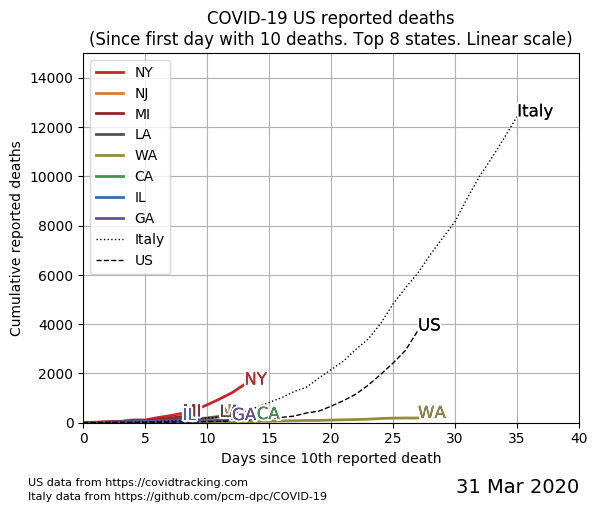 COVID-19 US reported deaths
(Since first day with 10 deaths. Top 8 states. Linear scale)
Cumulative reported deaths
14000
12000
10000
8000
6000
4000
2000
0
NY
NJ
MI
LA
WA
CA
IL
GA
Italy
US
Italy
US
NY
IL
GA
CA
WA
0 5 10 15 20 25 30 35 40
Days since 10th reported death
US data from https://covidtracking.com
Italy data from https://github.com/pcm-dpc/COVID-19
31 Mar 2020